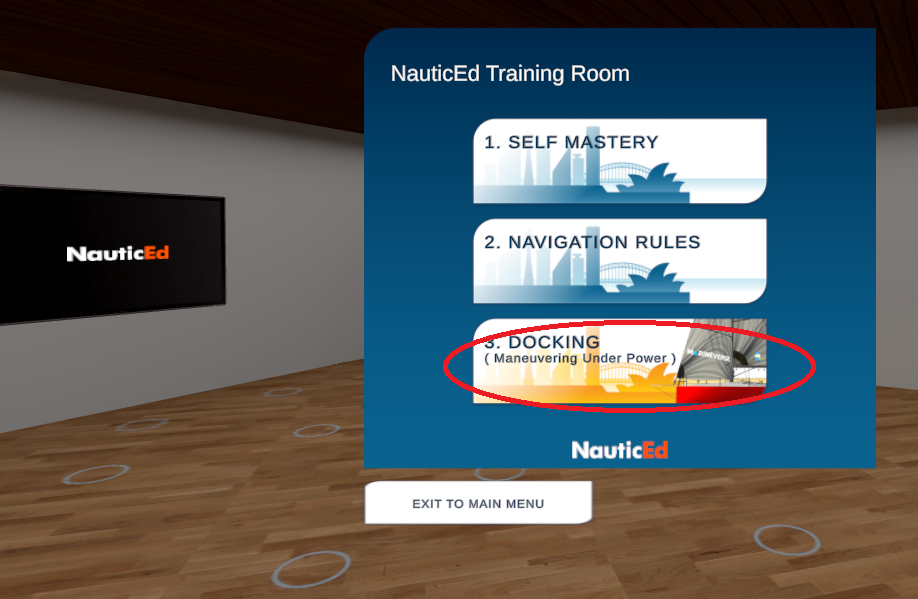 NauticEd Training Room
1. SELF MASTERY
NauticEd
2. NAVIGATION RULES
3. DOCKING
( Maneuvering Under Power )
MARINEVERSE
NauticEd
EXIT TO MAIN MENU